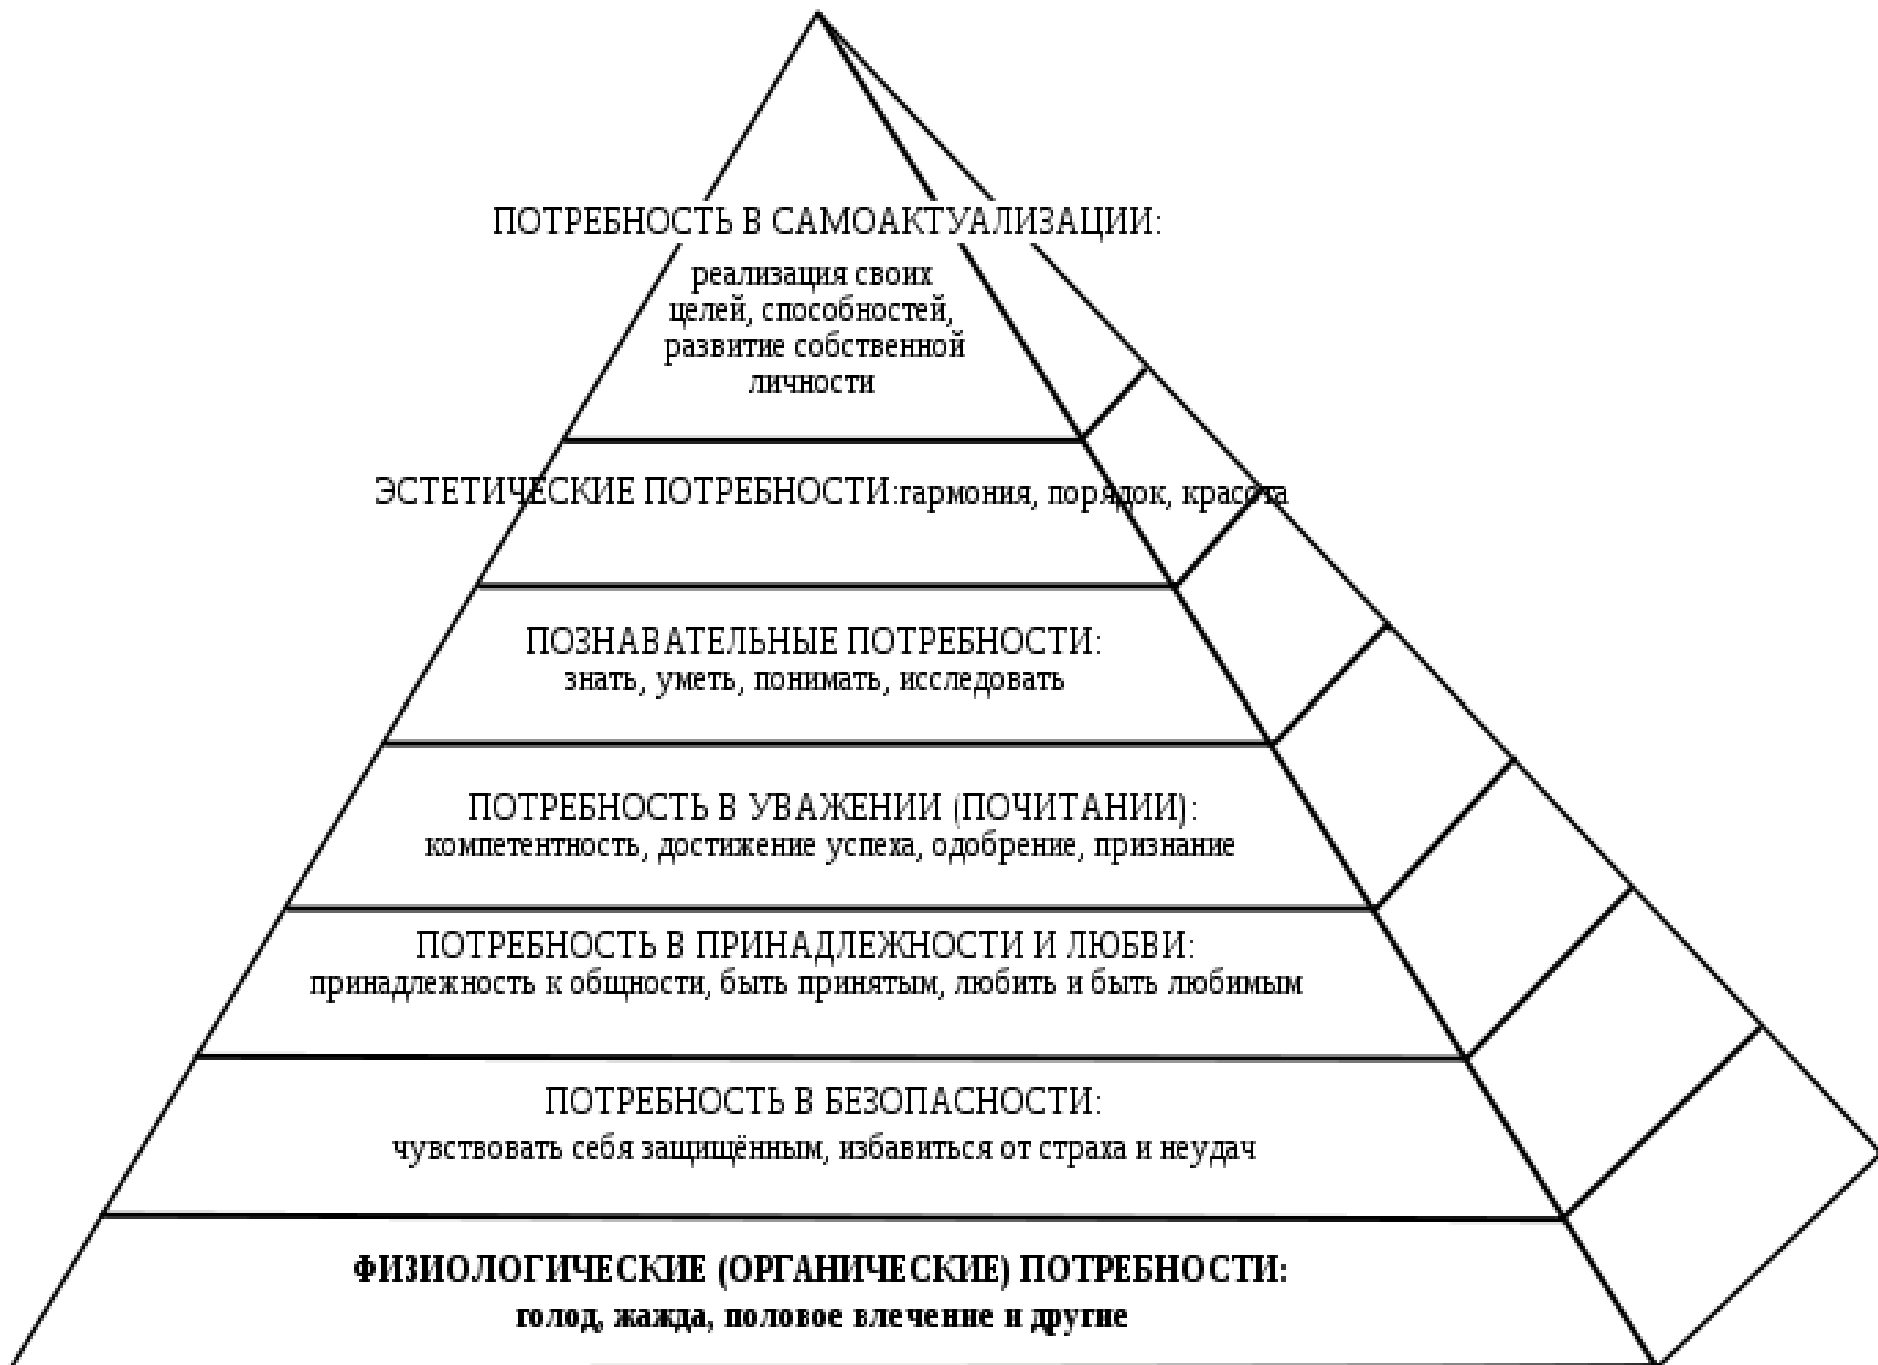 ПОТРЕБНОСТЬ В САМОАКТУАЛИЗАЦИИ:
реализация своих
целей, способностей,
развитие собственной
личности
ЭСТЕТИЧЕСКИЕ ПОТРЕБНОСТИ:гармония, порядок, красота
ПОЗНАВАТЕЛЬНЫЕ ПОТРЕБНОСТИ:
знать, уметь, понимать, исследовать
ПОТРЕБНОСТЬ В УВАЖЕНИИ (ПОЧИТАНИИ):
компетентность, достижение успеха, одобрение, признание
ПОТРЕБНОСТЬ В ПРИНАДЛЕЖНОСТИ И ЛЮБВИ:
принадлежность к общности, быть принятым, любить и быть любимым
ПОТРЕБНОСТЬ В БЕЗОПАСНОСТИ:
чувствовать себя защищённым, избавиться от страха и неудач
ФИЗИОЛОГИЧЕСКИЕ (ОРГАНИЧЕСКИЕ) ПОТРЕБНОСТИ:
голод, жажда, половое влечение и другие